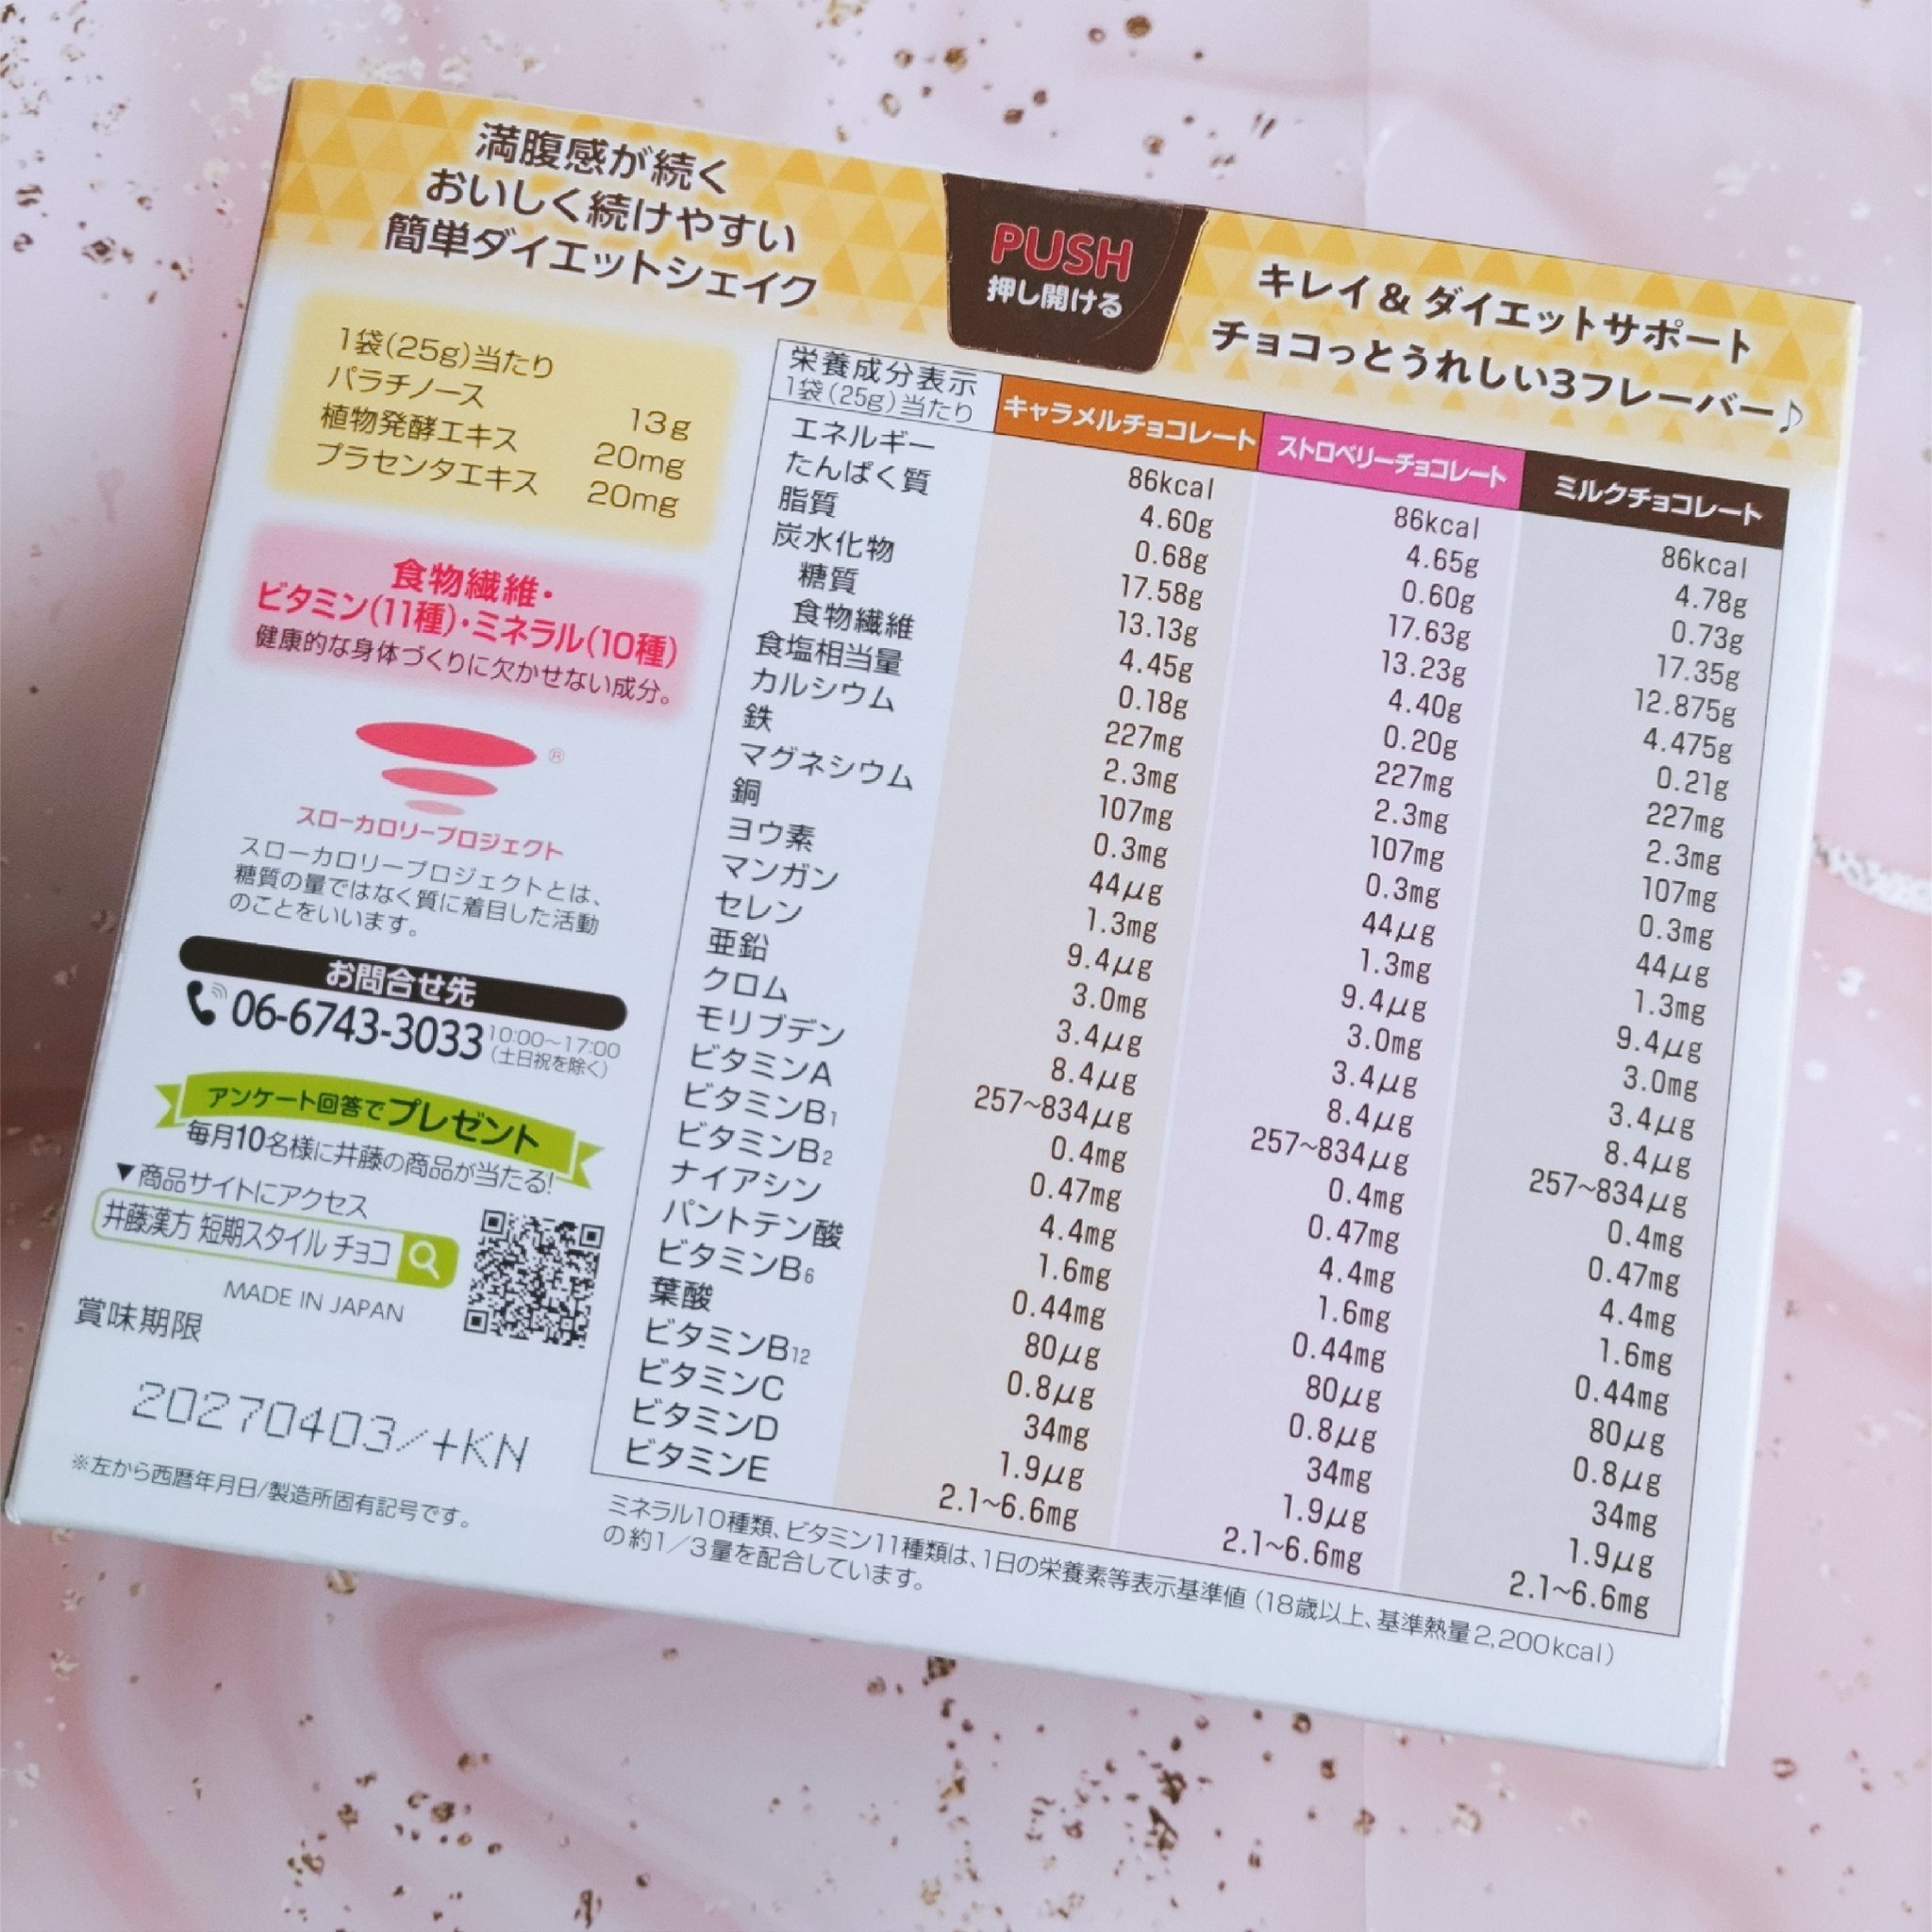 満腹感が続く
おいしく続けやすい
簡単ダイエットシェイク
PUSH
押し開ける
キレイ&ダイエットサポート
チョコっとうれしい3フレーバー♪
1袋(25g)当たり
パラチノース 13g
植物発酵エキス 20mg
プラセンタエキス 20mg
食物繊維・
ビタミン(11種)・ミネラル(10種)
健康的な身体づくりに欠かせない成分。
®
スローカロリープロジェクト
スローカロリープロジェクトとは、
糖質の量ではなく質に着目した活動
のことをいいます。
お問合せ先
06-6743-3033 10:00〜17:00
(土日祝を除く)
アンケート回答でプレゼント
毎月10名様に井藤の商品が当たる!
▼商品サイトにアクセス
井藤漢方 短期スタイル チョコ
MADE IN JAPAN
賞味期限
20270403/+KN
※左から西暦年月日/製造所固有記号です。
栄養成分表示
1袋(25g)当たり キャラメルチョコレート ストロベリーチョコレート ミルクチョコレート
エネルギー 86kcal 86kcal 86kcal
たんぱく質 4.60g 4.65g 4.78g
脂質 0.68g 0.60g 0.73g
炭水化物 17.58g 17.63g 17.35g
糖質 13.13g 13.23g 12.875g
食物繊維 4.45g 4.40g 4.475g
食塩相当量 0.18g 0.20g 0.21g
カルシウム 227mg 227mg 227mg
鉄 2.3mg 2.3mg 2.3mg
マグネシウム 107mg 107mg 107mg
銅 0.3mg 0.3mg 0.3mg
ヨウ素 44μg 44μg 44μg
マンガン 1.3mg 1.3mg 1.3mg
セレン 9.4μg 9.4μg 9.4μg
亜鉛 3.0mg 3.0mg 3.0mg
クロム 3.4μg 3.4μg 3.4μg
モリブデン 8.4μg 8.4μg 8.4μg
ビタミンA 257~834μg 257~834μg 257~834μg
ビタミンB1 0.4mg 0.4mg 0.4mg
ビタミンB2 0.47mg 0.47mg 0.47mg
ナイアシン 4.4mg 4.4mg 4.4mg
パントテン酸 1.6mg 1.6mg 1.6mg
ビタミンB6 0.44mg 0.44mg 0.44mg
葉酸 80μg 80μg 80μg
ビタミンB12 0.8μg 0.8μg 0.8μg
ビタミンC 34mg 34mg 34mg
ビタミンD 1.9μg 1.9μg 1.9μg
ビタミンE 2.1~6.6mg 2.1~6.6mg 2.1~6.6mg
ミネラル10種類、ビタミン11種類は、1日の栄養素等表示基準値(18歳以上、基準熱量2,200kcal)
の約1/3量を配合しています。